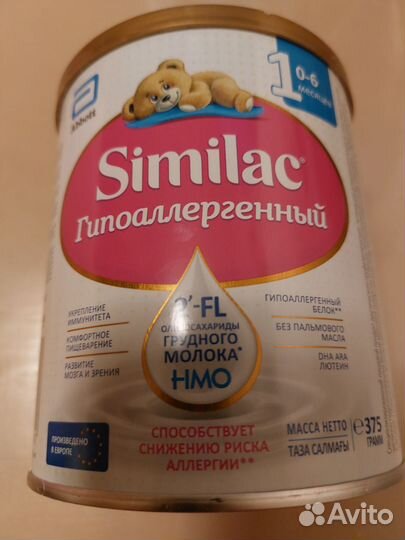 Abbott
1
0-6
месяцев
Similac®
Гипоаллергенный
2'-FL
ОЛИГОСАХАРИДЫ
ГРУДНОГО
МОЛОКА*
HMO
УКРЕПЛЕНИЕ
ИММУНИТЕТА
КОМФОРТНОЕ
ПИЩЕВАРЕНИЕ
РАЗВИТИЕ
МОЗГА И ЗРЕНИЯ
ГИПОАЛЛЕРГЕННЫЙ
БЕЛОК**
БЕЗ ПАЛЬМОВОГО
МАСЛА
DHA ARA
ЛЮТЕИН
ПРОИЗВЕДЕНО
В ЕВРОПЕ
СПОСОБСТВУЕТ
СНИЖЕНИЮ РИСКА
АЛЛЕРГИИ**
МАССА НЕТТО
ТАЗА САЛМАҒЫ
℮375
ГРАММ
Avito